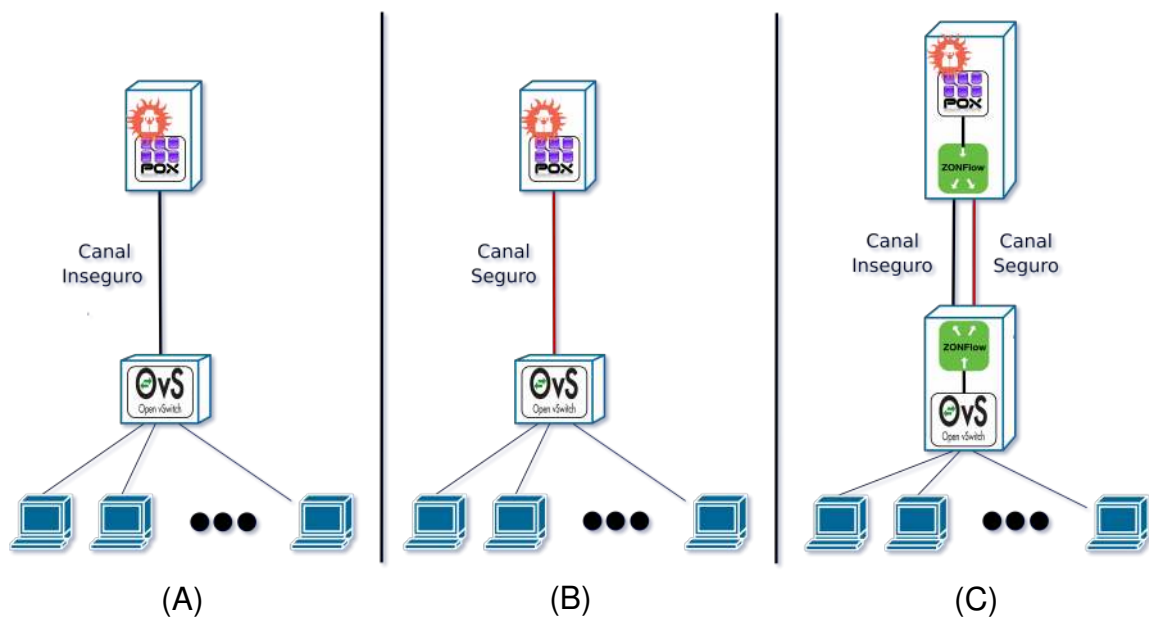 POX
Canal
Inseguro
OvS
Open vSwitch
(A)
POX
Canal
Seguro
OvS
Open vSwitch
(B)
POX
ZONFlow
Canal
Inseguro
Canal
Seguro
ZONFlow
OvS
Open vSwitch
(C)